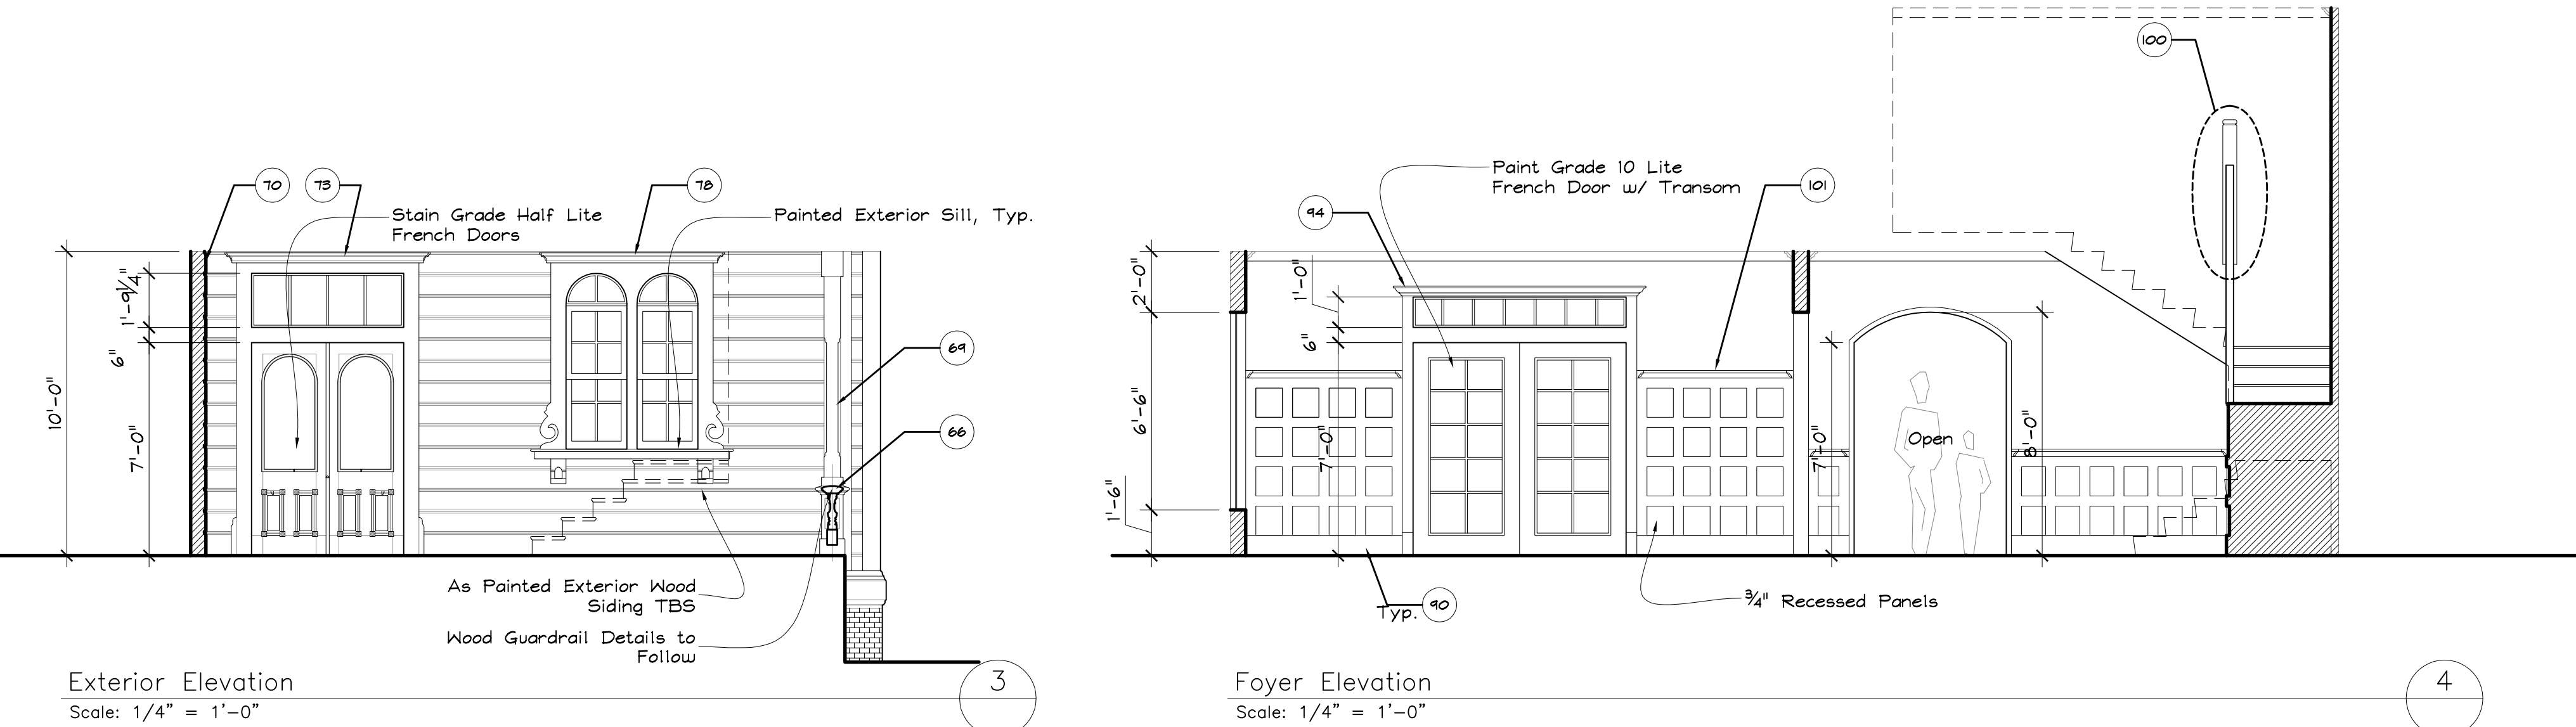 100
70
73
78
Stain Grade Half Lite
French Doors
Painted Exterior Sill, Typ.
1'-9 1/4"
6"
10'-0"
7'-0"
69
66
As Painted Exterior Wood
Siding TBS
Wood Guardrail Details to
Follow
Exterior Elevation
Scale: 1/4" = 1'-0"
3
Paint Grade 10 Lite
French Door w/ Transom
94
101
2'-0"
1'-0"
6"
6'-6"
7'-0"
1'-6"
7'-0"
Open
8'-0"
Typ.
90
3/4" Recessed Panels
Foyer Elevation
Scale: 1/4" = 1'-0"
4